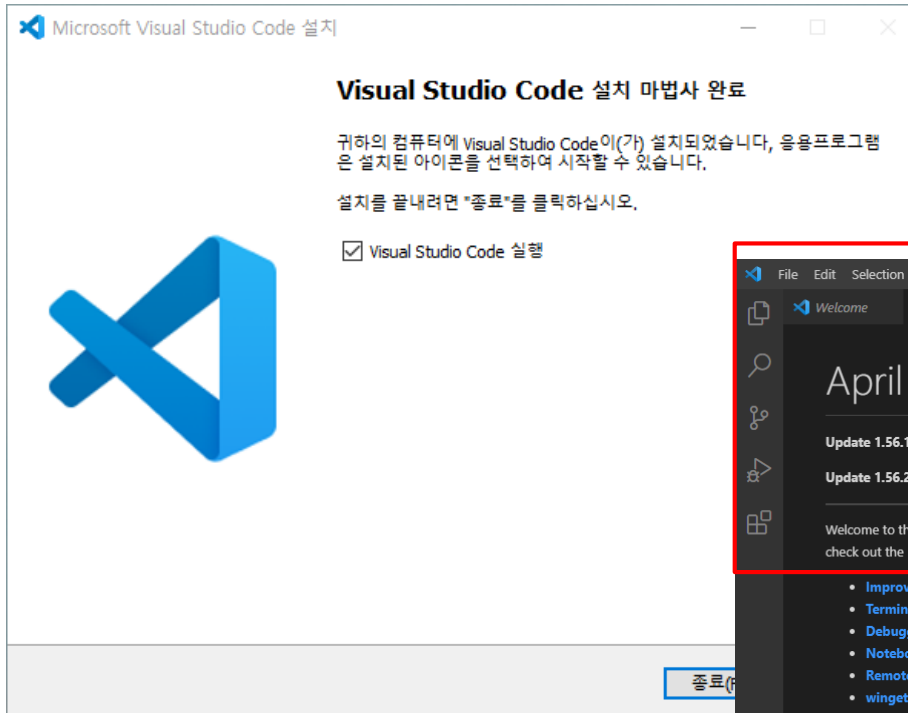 Microsoft Visual Studio Code 설치
Visual Studio Code 설치 마법사 완료
귀하의 컴퓨터에 Visual Studio Code이(가) 설치되었습니다, 응용프로그램
은 설치된 아이콘을 선택하여 시작할 수 있습니다.
설치를 끝내려면 "종료"를 클릭하십시오.
Visual Studio Code 실행
종료(F
File Edit Selection
Welcome
April
Update 1.56.1
Update 1.56.2
Welcome to th
check out the
Improv
Termin
Debug
Notebo
Remote
winget